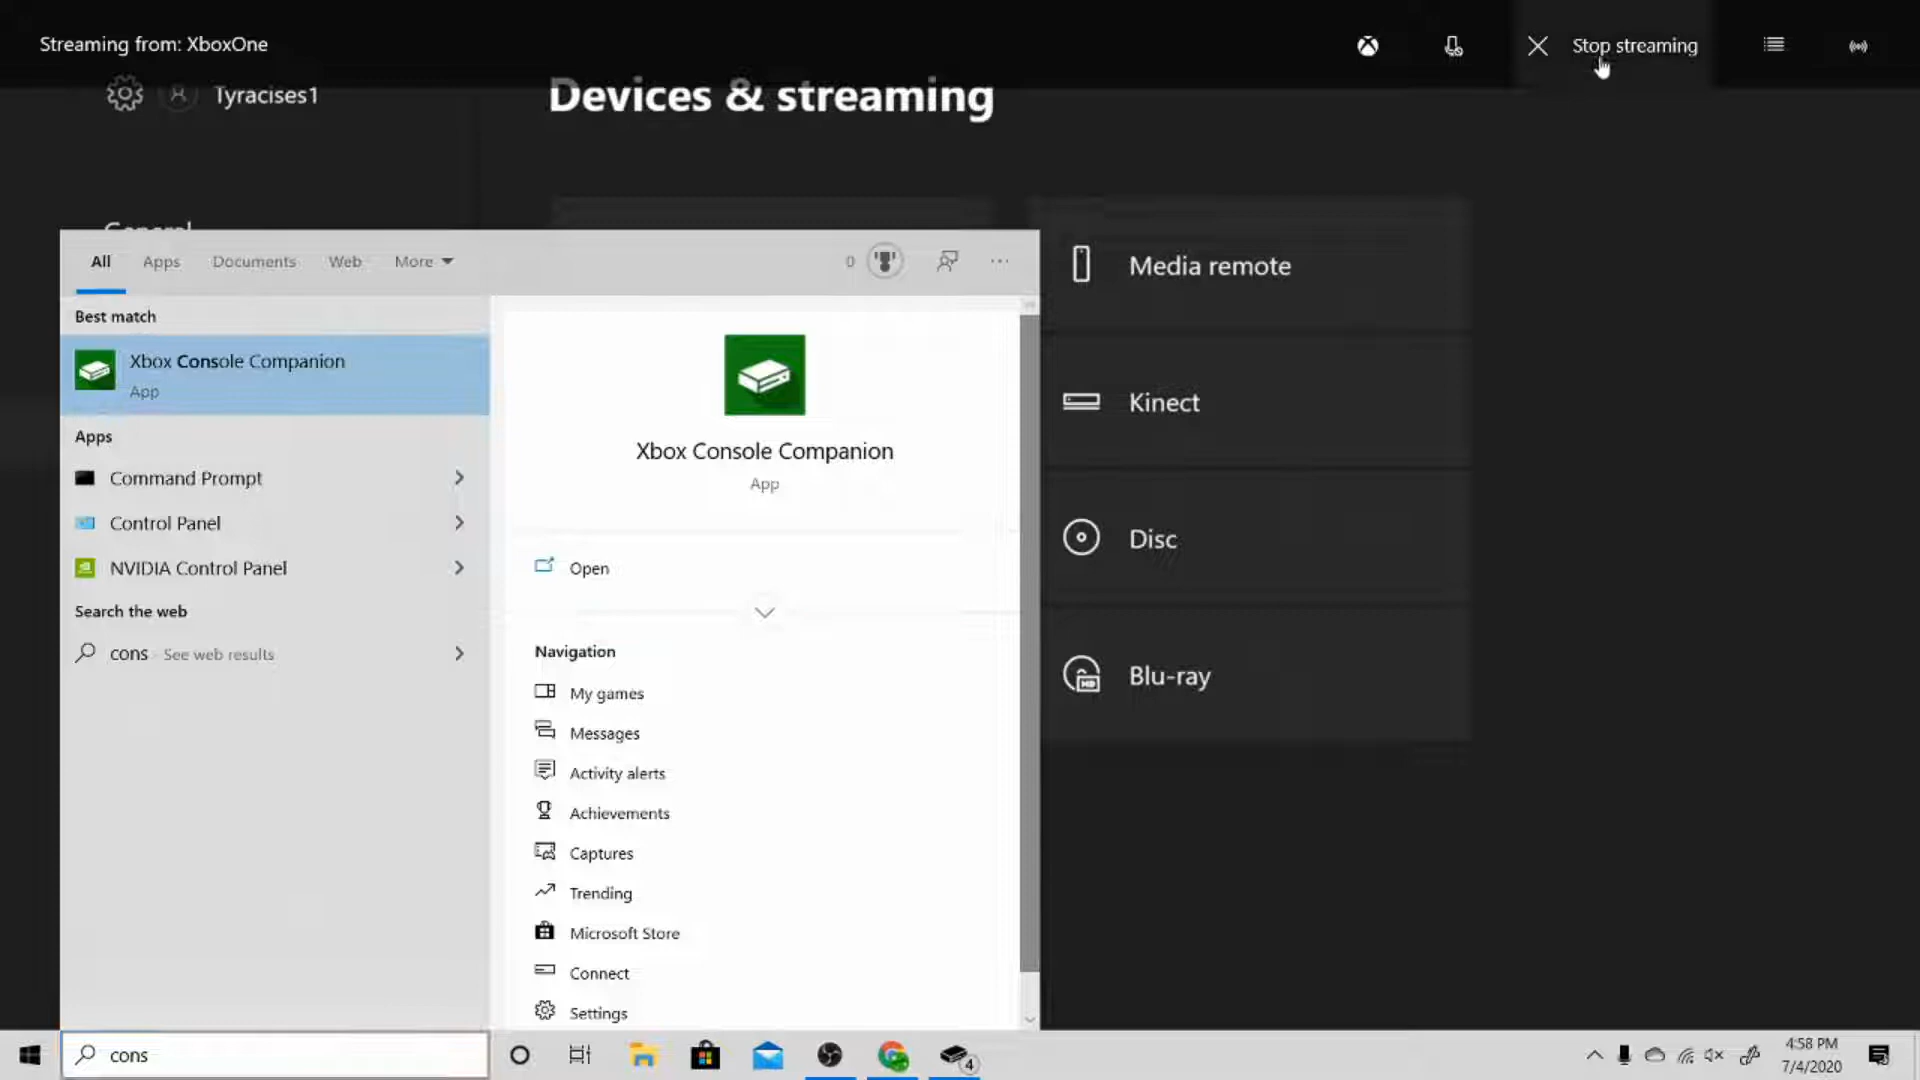 Streaming from: XboxOne
Stop streaming
Tyracises1
Devices & streaming
General
All Apps Documents Web More 0
Best match
Xbox Console Companion
App
Apps
Command Prompt
Control Panel
NVIDIA Control Panel
Search the web
cons - See web results
Xbox Console Companion
App
Open
Navigation
My games
Messages
Activity alerts
Achievements
Captures
Trending
Microsoft Store
Connect
Settings
Media remote
Kinect
Disc
Blu-ray
cons
4
4:58 PM
7/4/2020